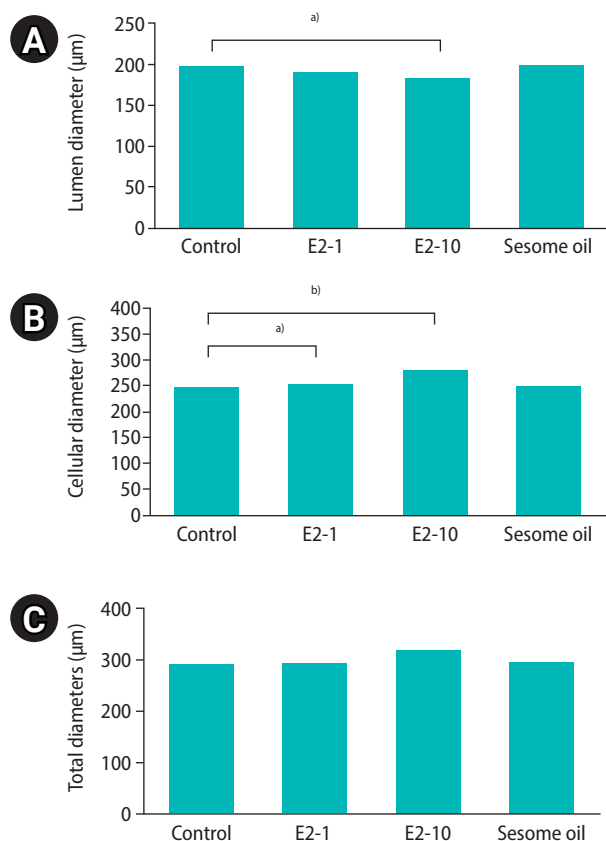 A
Lumen diameter (μm)
250
200
150
100
50
0
a)
Control E2-1 E2-10 Sesome oil
B
Cellular diameter (μm)
400
350
300
250
200
150
100
50
0
b)
a)
Control E2-1 E2-10 Sesome oil
C
Total diameters (μm)
400
300
200
100
0
Control E2-1 E2-10 Sesome oil